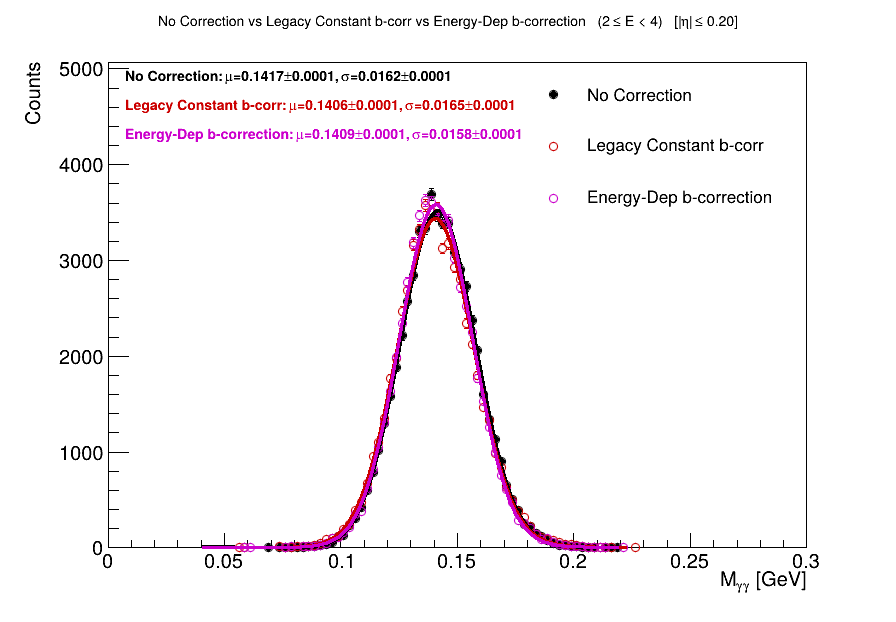 No Correction vs Legacy Constant b-corr vs Energy-Dep b-correction (2 ≤ E < 4) [|η| ≤ 0.20]
Counts
5000
4000
3000
2000
1000
0
No Correction: μ=0.1417±0.0001, σ=0.0162±0.0001
Legacy Constant b-corr: μ=0.1406±0.0001, σ=0.0165±0.0001
Energy-Dep b-correction: μ=0.1409±0.0001, σ=0.0158±0.0001
No Correction
Legacy Constant b-corr
Energy-Dep b-correction
0 0.05 0.1 0.15 0.2 0.25 0.3
Mγγ [GeV]